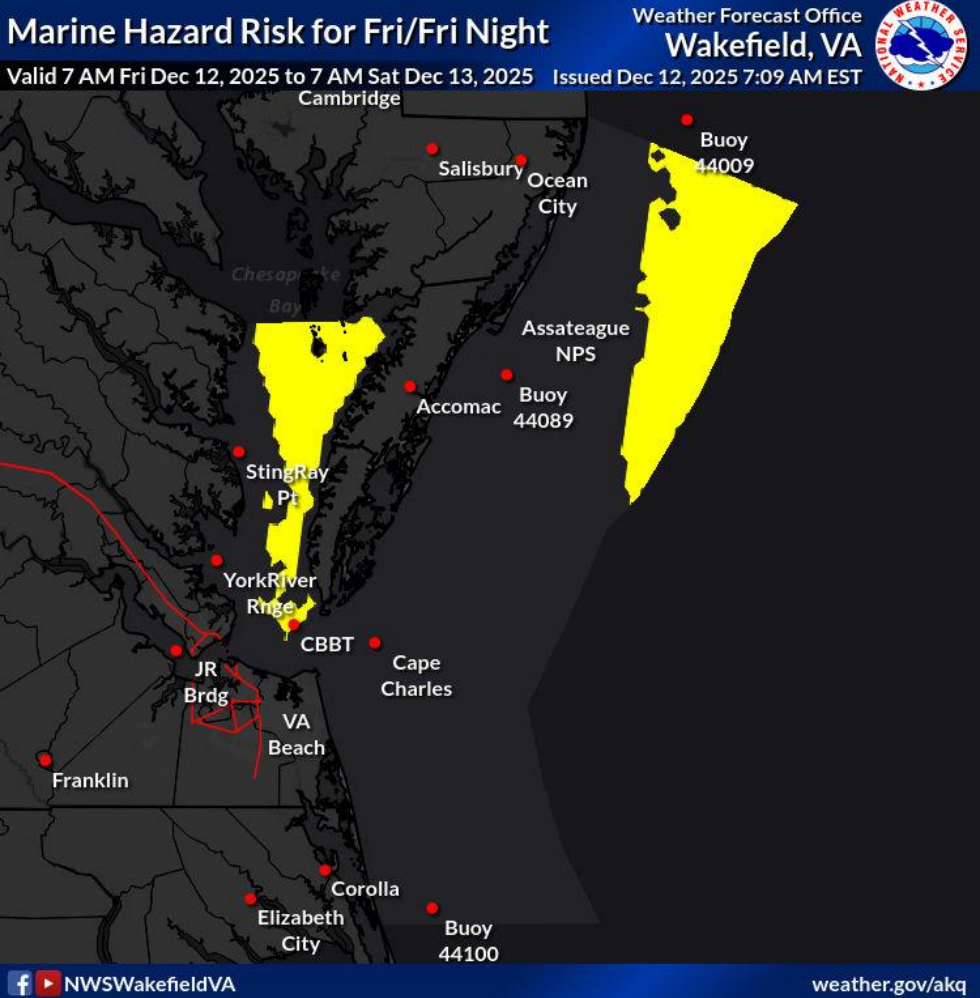 Marine Hazard Risk for Fri/Fri Night
Valid 7 AM Fri Dec 12, 2025 to 7 AM Sat Dec 13, 2025
Issued Dec 12, 2025 7:09 AM EST
Weather Forecast Office
Wakefield, VA
NATIONAL WEATHER SERVICE
Cambridge
Salisbury
Ocean
City
Buoy
44009
Chesapeake
Bay
Assateague
NPS
Accomac
Buoy
44089
StingRay
Pt
YorkRiver
Rnge
CBBT
Cape
Charles
JR
Brdg
VA
Beach
Franklin
Corolla
Elizabeth
City
Buoy
44100
NWSWakefieldVA
weather.gov/akq